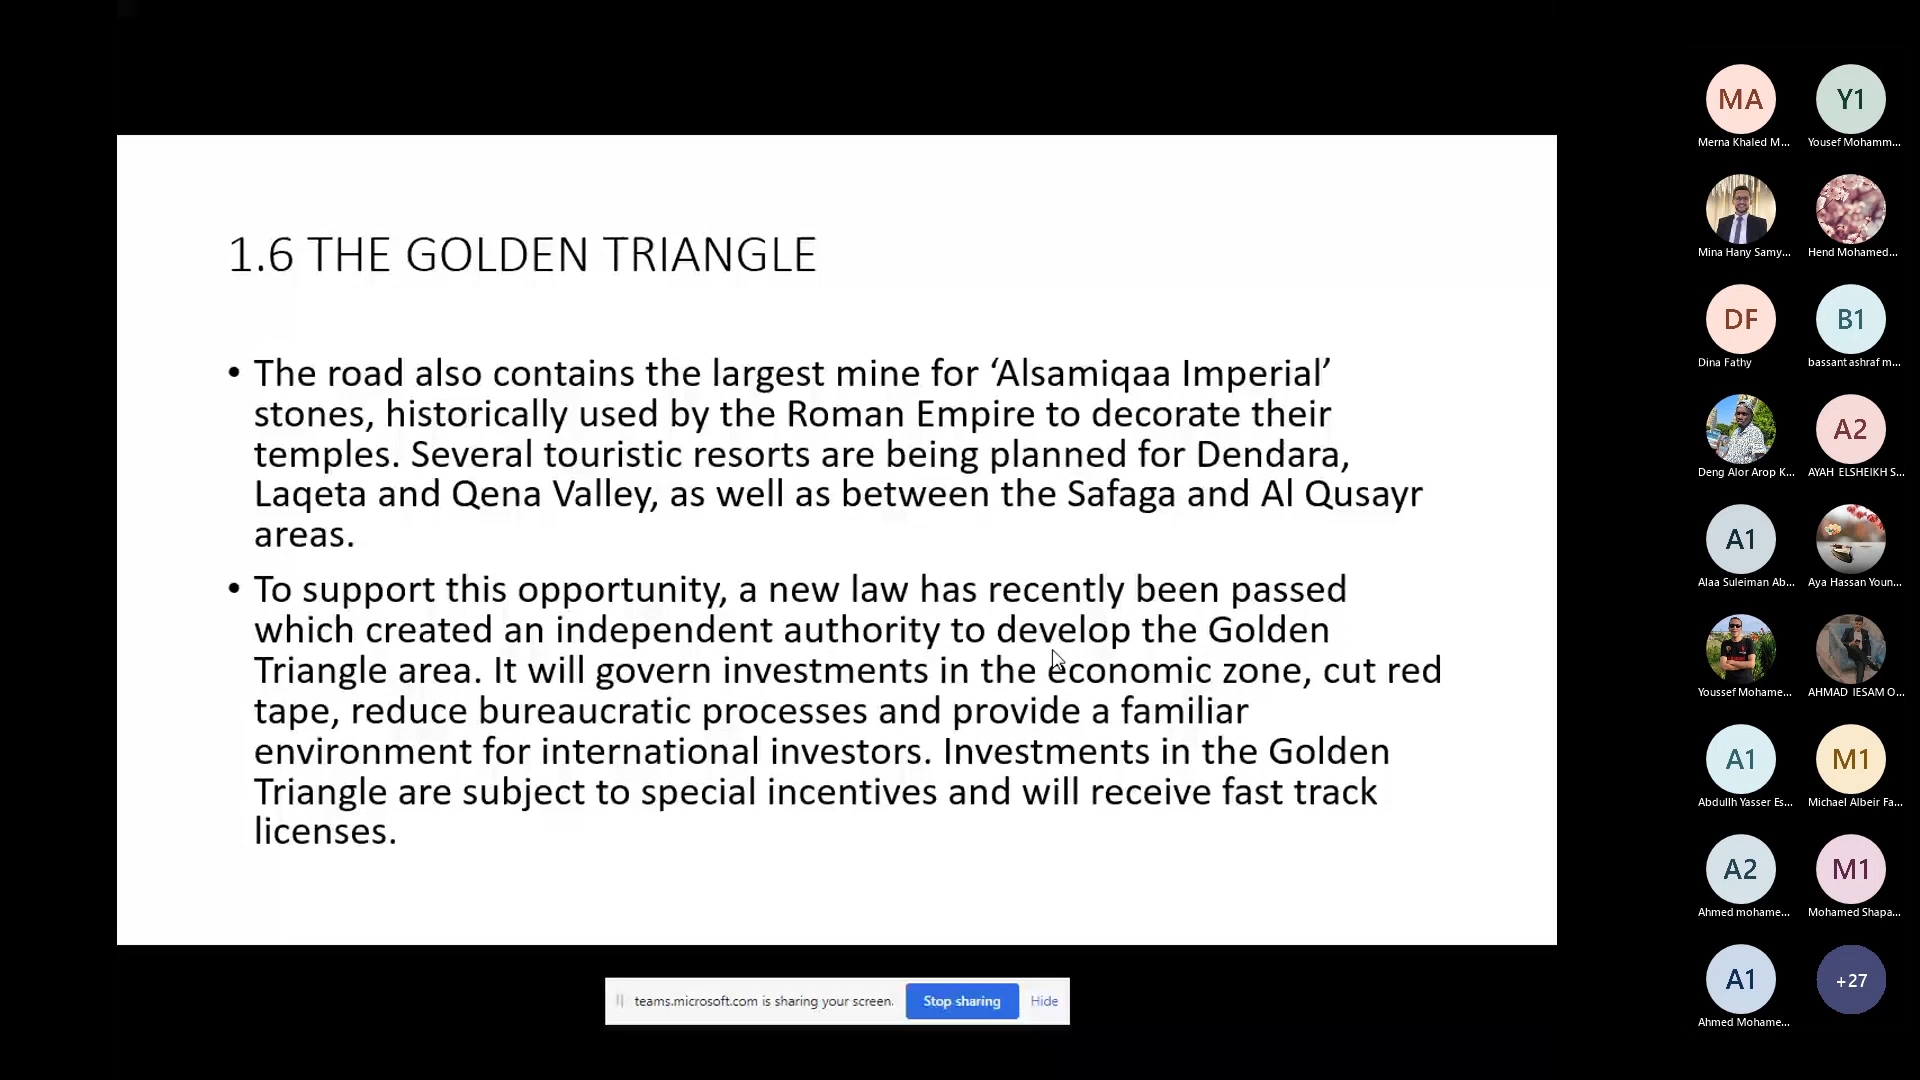 1.6 THE GOLDEN TRIANGLE
• The road also contains the largest mine for ‘Alsamiqaa Imperial’
stones, historically used by the Roman Empire to decorate their
temples. Several touristic resorts are being planned for Dendara,
Laqeta and Qena Valley, as well as between the Safaga and Al Qusayr
areas.
• To support this opportunity, a new law has recently been passed
which created an independent authority to develop the Golden
Triangle area. It will govern investments in the economic zone, cut red
tape, reduce bureaucratic processes and provide a familiar
environment for international investors. Investments in the Golden
Triangle are subject to special incentives and will receive fast track
licenses.
teams.microsoft.com is sharing your screen. Stop sharing Hide
MA Y1
Merna Khaled M... Yousef Mohamm...
Mina Hany Samy... Hend Mohamed...
DF B1
Dina Fathy bassant ashraf m...
A2
Deng Alor Arop K... AYAH ELSHEIKH S...
A1
Alaa Suleiman Ab... Aya Hassan Youn...
Youssef Mohame... AHMAD IESAM O...
A1 M1
Abdullh Yasser Es... Michael Albeir Fa...
A2 M1
Ahmed mohame... Mohamed Shapa...
A1 +27
Ahmed Mohame...